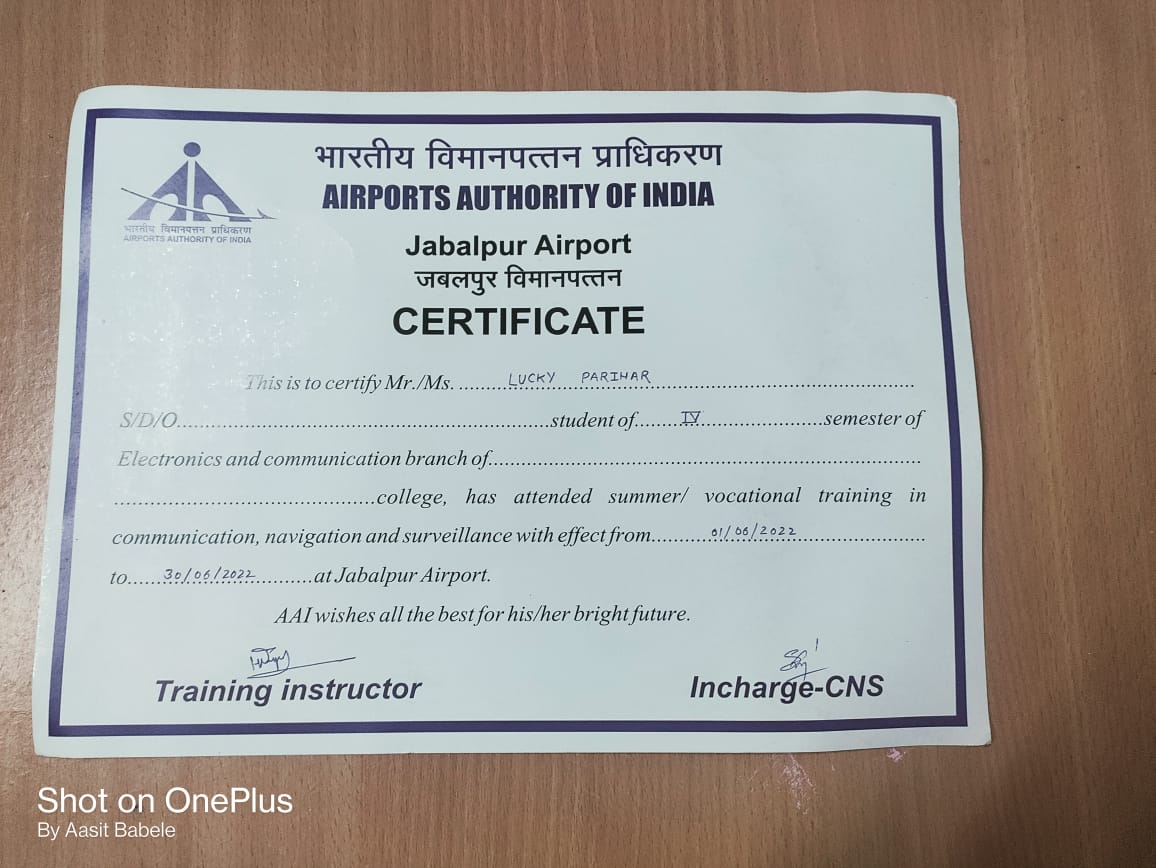 भारतीय विमानपत्तन प्राधिकरण
AIRPORTS AUTHORITY OF INDIA
भारतीय विमानपत्तन प्राधिकरण
AIRPORTS AUTHORITY OF INDIA
Jabalpur Airport
जबलपुर विमानपत्तन
CERTIFICATE
This is to certify Mr./Ms. LUCKY PARIHAR
S/D/O student of IV semester of
Electronics and communication branch of
college, has attended summer/ vocational training in
communication, navigation and surveillance with effect from 01/06/2022
to 30/06/2022 at Jabalpur Airport.
AAI wishes all the best for his/her bright future.
Training instructor Incharge-CNS
Shot on OnePlus
By Aasit Babele